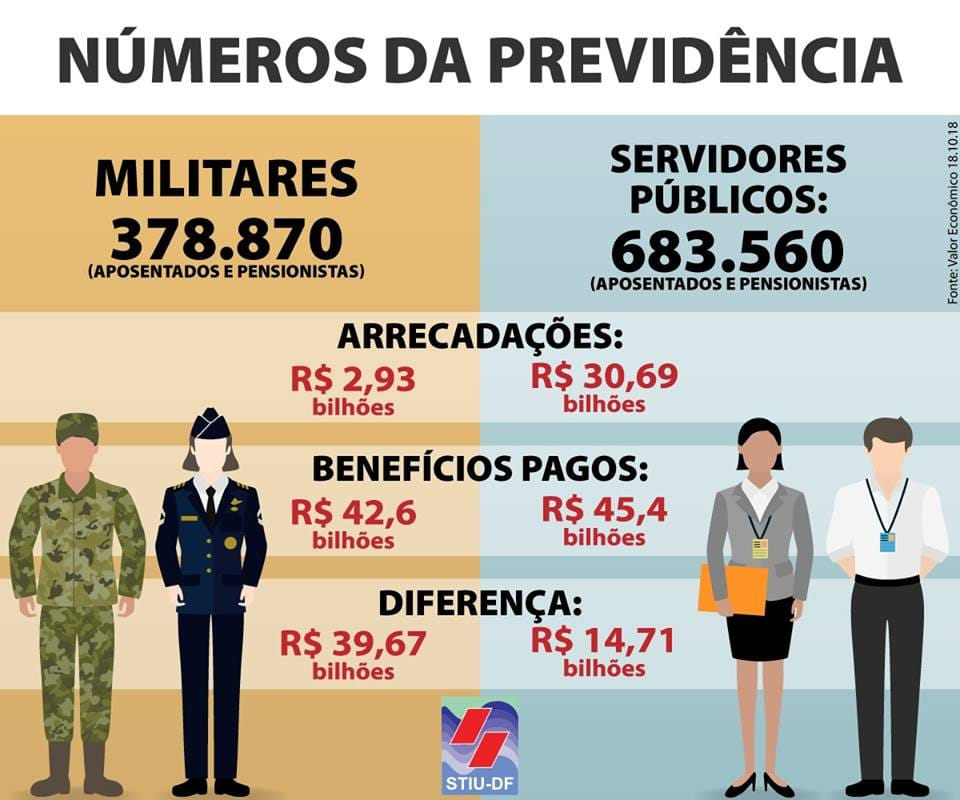 NÚMEROS DA PREVIDÊNCIA
MILITARES
378.870
(APOSENTADOS E PENSIONISTAS)
SERVIDORES
PÚBLICOS:
683.560
(APOSENTADOS E PENSIONISTAS)
Fonte: Valor Econômico 18.10.18
ARRECADAÇÕES:
R$ 2,93
bilhões
R$ 30,69
bilhões
BENEFÍCIOS PAGOS:
R$ 42,6
bilhões
R$ 45,4
bilhões
DIFERENÇA:
R$ 39,67
bilhões
R$ 14,71
bilhões
STIU-DF